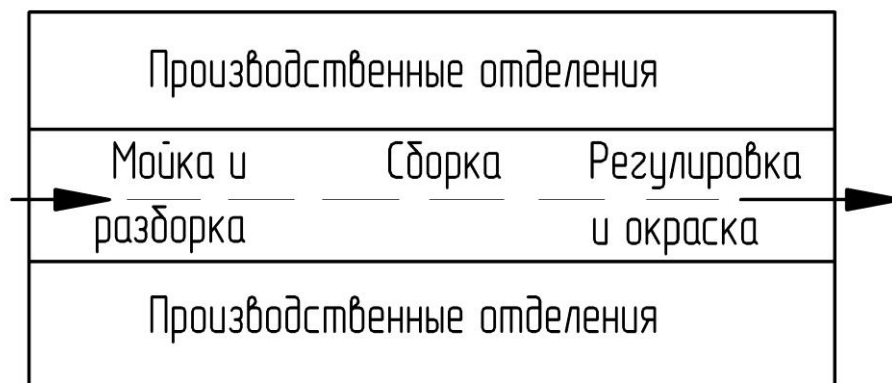 Производственные отделения
Мойка и Сборка Регулировка
разборка и окраска
Производственные отделения